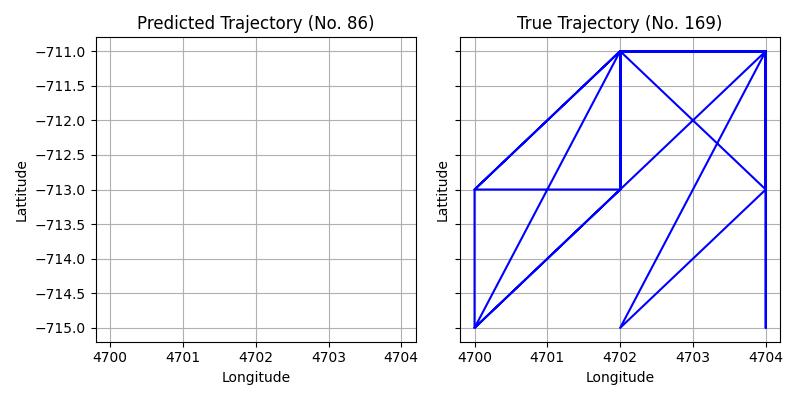 Predicted Trajectory (No. 86)
−711.0
−711.5
−712.0
−712.5
−713.0
−713.5
−714.0
−714.5
−715.0
Lattitude
4700 4701 4702 4703 4704
Longitude
True Trajectory (No. 169)
Lattitude
4700 4701 4702 4703 4704
Longitude